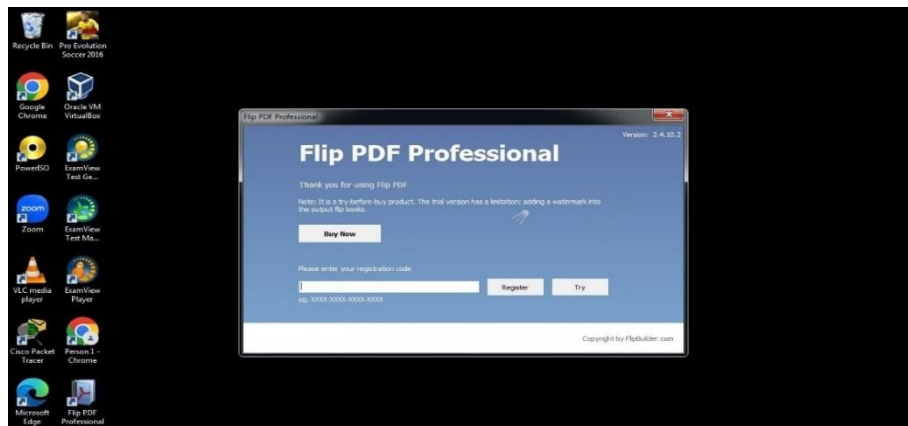 Recycle Bin
Pro Evolution
Soccer 2016
Google
Chrome
Oracle VM
VirtualBox
PowerISO
ExamView
Test Ge...
zoom
Zoom
ExamView
Test Ma...
VLC media
player
ExamView
Player
Cisco Packet
Tracer
Person 1 -
Chrome
Microsoft
Edge
Flip PDF
Professional
Flip PDF Professional
Version: 2.4.10.2
Flip PDF Professional
Thank you for using Flip PDF
Note: It is a try-before-buy product. The trial version has a limitation: adding a watermark into
the output flip books.
Buy Now
Please enter your registration code
Register
Try
eg. XXXX-XXXX-XXXX-XXXX
Copyright by FlipBuilder.com